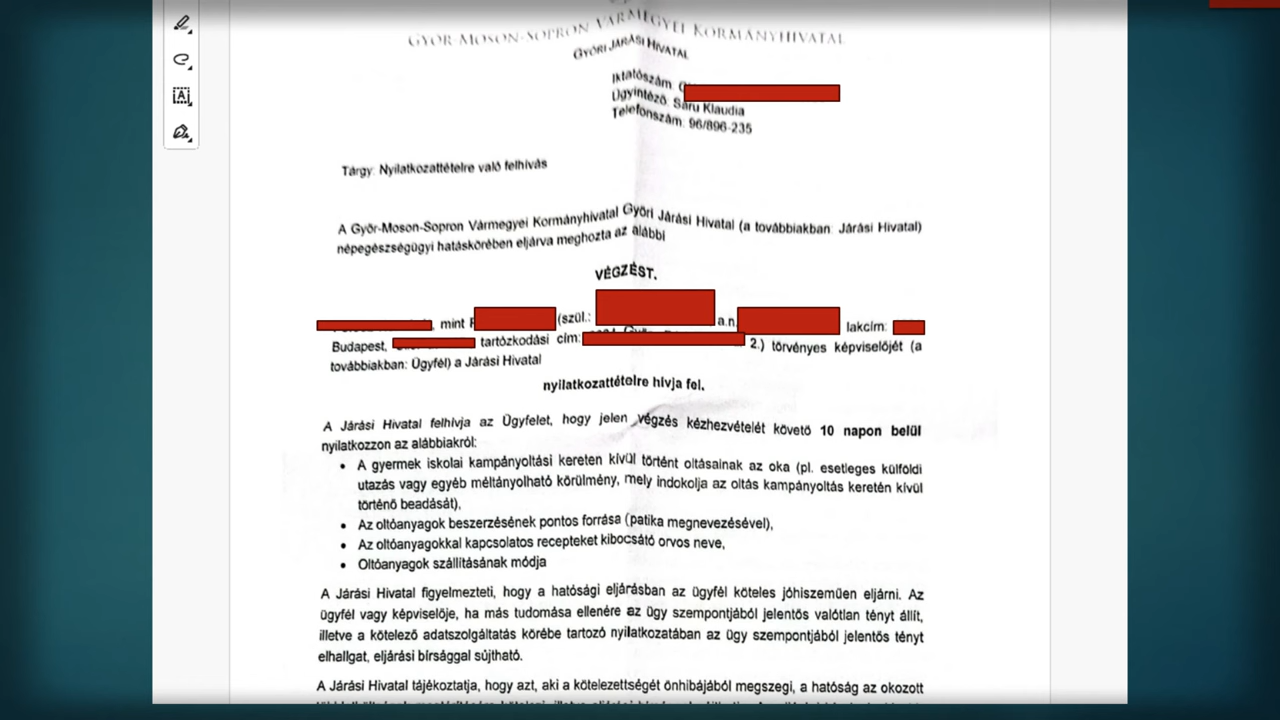 GYŐR-MOSON-SOPRON VÁRMEGYEI KORMÁNYHIVATAL
GYŐRI JÁRÁSI HIVATAL
Iktatószám:
Ügyintéző: Sáru Klaudia
Telefonszám: 96/896-235
Tárgy: Nyilatkozattételre való felhívás
A Győr-Moson-Sopron Vármegyei Kormányhivatal Győri Járási Hivatal (a továbbiakban: Járási Hivatal)
népegészségügyi hatáskörében eljárva meghozta az alábbi
VÉGZÉST.
, mint (szül.: a.n. lakcím:
Budapest, tartózkodási cím: 2.) törvényes képviselőjét (a
továbbiakban: Ügyfél) a Járási Hivatal
nyilatkozattételre hívja fel.
A Járási Hivatal felhívja az Ügyfelet, hogy jelen végzés kézhezvételét követő 10 napon belül
nyilatkozzon az alábbiakról:
• A gyermek iskolai kampányoltási kereten kívül történt oltásainak az oka (pl. esetleges külföldi
utazás vagy egyéb méltányolható körülmény, mely indokolja az oltás kampányoltás keretén kívül
történő beadását),
• Az oltóanyagok beszerzésének pontos forrása (patika megnevezésével),
• Az oltóanyagokkal kapcsolatos recepteket kibocsátó orvos neve,
• Oltóanyagok szállításának módja
A Járási Hivatal figyelmezteti, hogy a hatósági eljárásban az ügyfél köteles jóhiszeműen eljárni. Az
ügyfél vagy képviselője, ha más tudomása ellenére az ügy szempontjából jelentős valótlan tényt állít,
illetve a kötelező adatszolgáltatás körébe tartozó nyilatkozatában az ügy szempontjából jelentős tényt
elhallgat, eljárási bírsággal sújtható.
A Járási Hivatal tájékoztatja, hogy azt, aki a kötelezettségét önhibájából megszegi, a hatóság az okozott